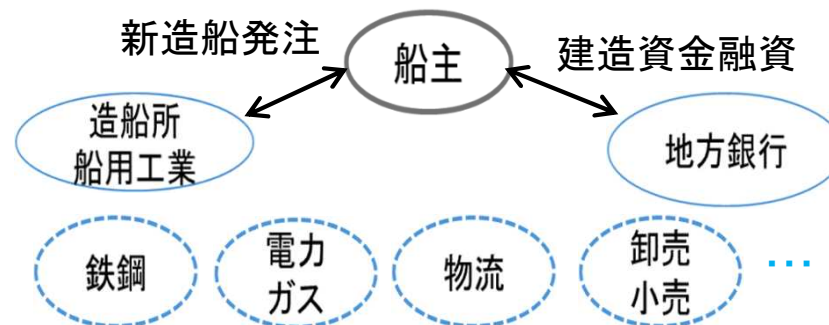 新造船発注
船主
建造資金融資
造船所
舶用工業
地方銀行
鉄鋼
電力
ガス
物流
卸売
小売
…